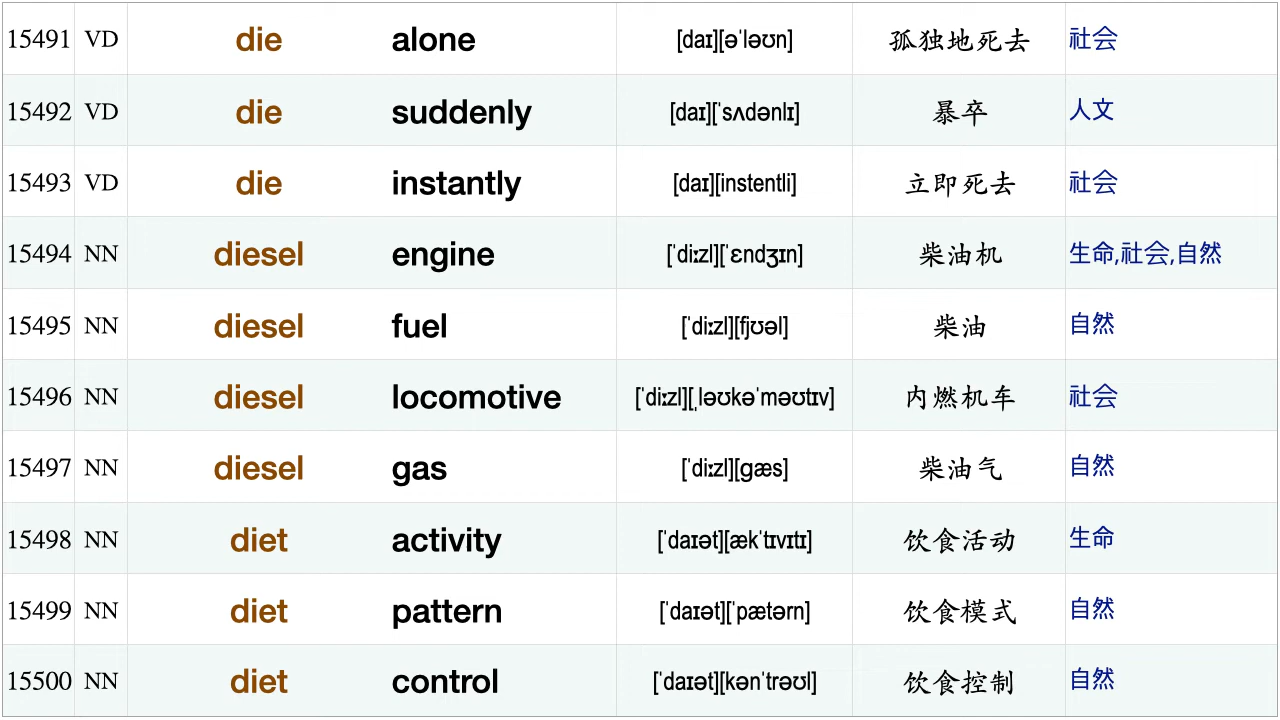 15491 VD die alone [daɪ][əˈləʊn] 孤独地死去 社会
15492 VD die suddenly [daɪ][ˈsʌdənlɪ] 暴卒 人文
15493 VD die instantly [daɪ][instentli] 立即死去 社会
15494 NN diesel engine [ˈdiːzl][ˈɛndʒɪn] 柴油机 生命,社会,自然
15495 NN diesel fuel [ˈdiːzl][fjʊəl] 柴油 自然
15496 NN diesel locomotive [ˈdiːzl][ˌləʊkəˈməʊtɪv] 内燃机车 社会
15497 NN diesel gas [ˈdiːzl][gæs] 柴油气 自然
15498 NN diet activity [ˈdaɪət][ækˈtɪvɪtɪ] 饮食活动 生命
15499 NN diet pattern [ˈdaɪət][ˈpætərn] 饮食模式 自然
15500 NN diet control [ˈdaɪət][kənˈtrəʊl] 饮食控制 自然